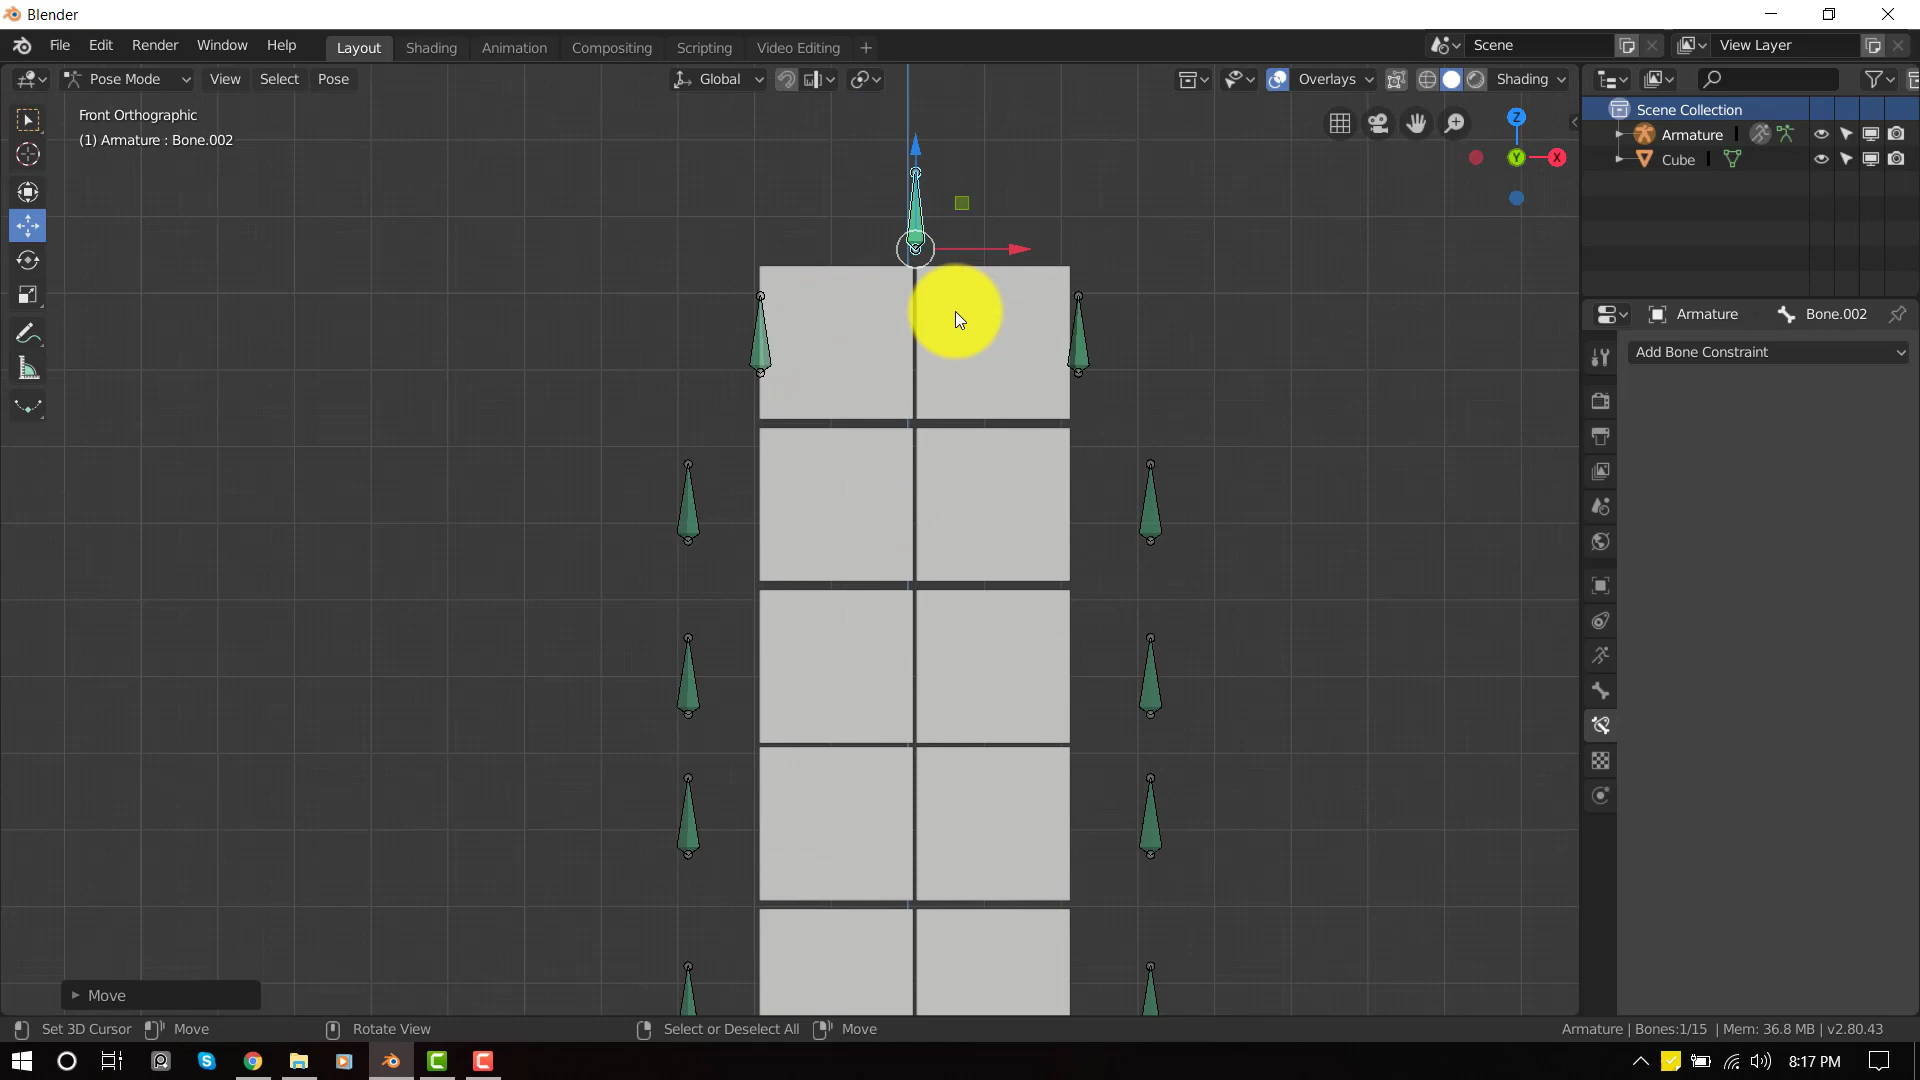 Blender
File Edit Render Window Help Layout Shading Animation Compositing Scripting Video Editing + Scene View Layer
Pose Mode View Select Pose Global Overlays Shading
Front Orthographic
(1) Armature : Bone.002
Z
Y
X
Scene Collection
Armature
Cube
Armature Bone.002
Add Bone Constraint
Move
Set 3D Cursor Move Rotate View Select or Deselect All Move Armature | Bones:1/15 | Mem: 36.8 MB | v2.80.43
8:17 PM